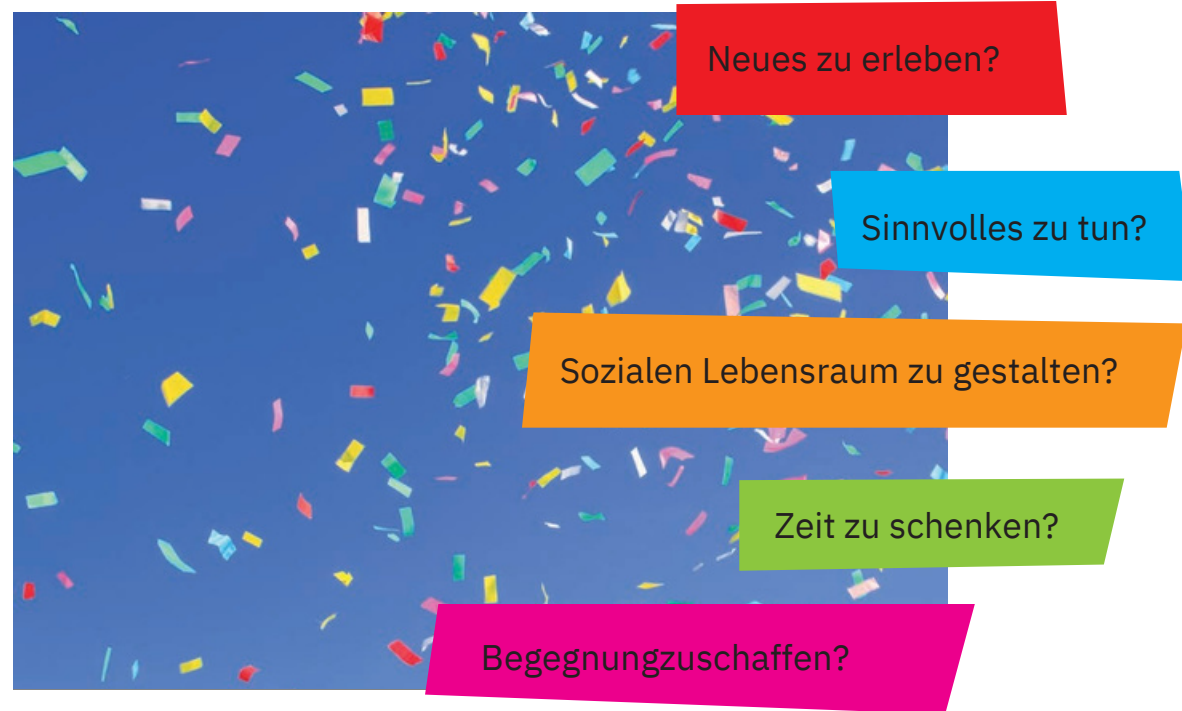 Neues zu erleben?
Sinnvolles zu tun?
Sozialen Lebensraum zu gestalten?
Zeit zu schenken?
Begegnungzuschaffen?